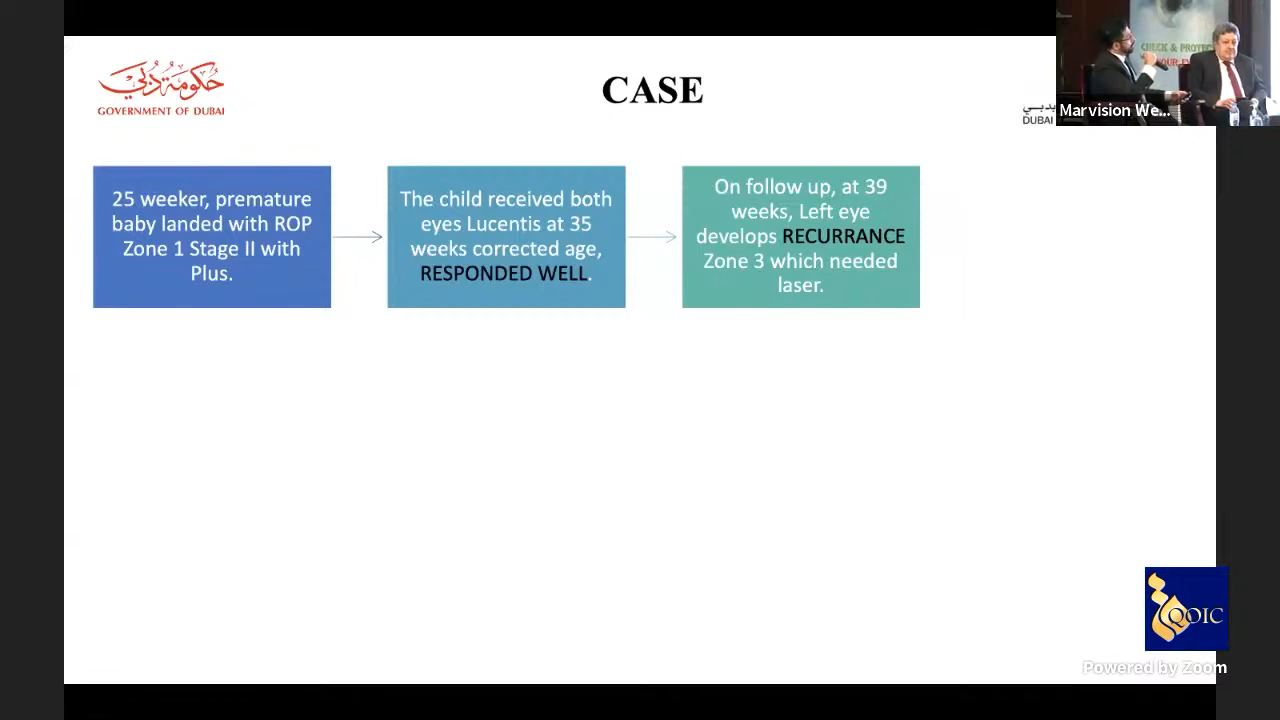 حكومة دبي
GOVERNMENT OF DUBAI
CASE
DUBAI
CHECK & PROTECT
Marvision We...
25 weeker, premature
baby landed with ROP
Zone 1 Stage II with
Plus.
The child received both
eyes Lucentis at 35
weeks corrected age,
RESPONDED WELL.
On follow up, at 39
weeks, Left eye
develops RECURRANCE
Zone 3 which needed
laser.
QOIC
Powered by Zoom